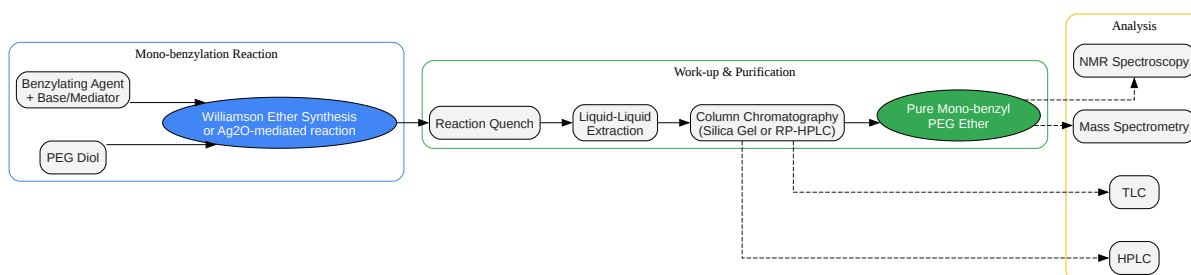 Mono-benzylation Reaction
Benzylating Agent
+ Base/Mediator
PEG Diol
Williamson Ether Synthesis
or Ag2O-mediated reaction
Work-up & Purification
Reaction Quench
Liquid-Liquid
Extraction
Column Chromatography
(Silica Gel or RP-HPLC)
Pure Mono-benzyl
PEG Ether
Analysis
NMR Spectroscopy
Mass Spectrometry
TLC
HPLC